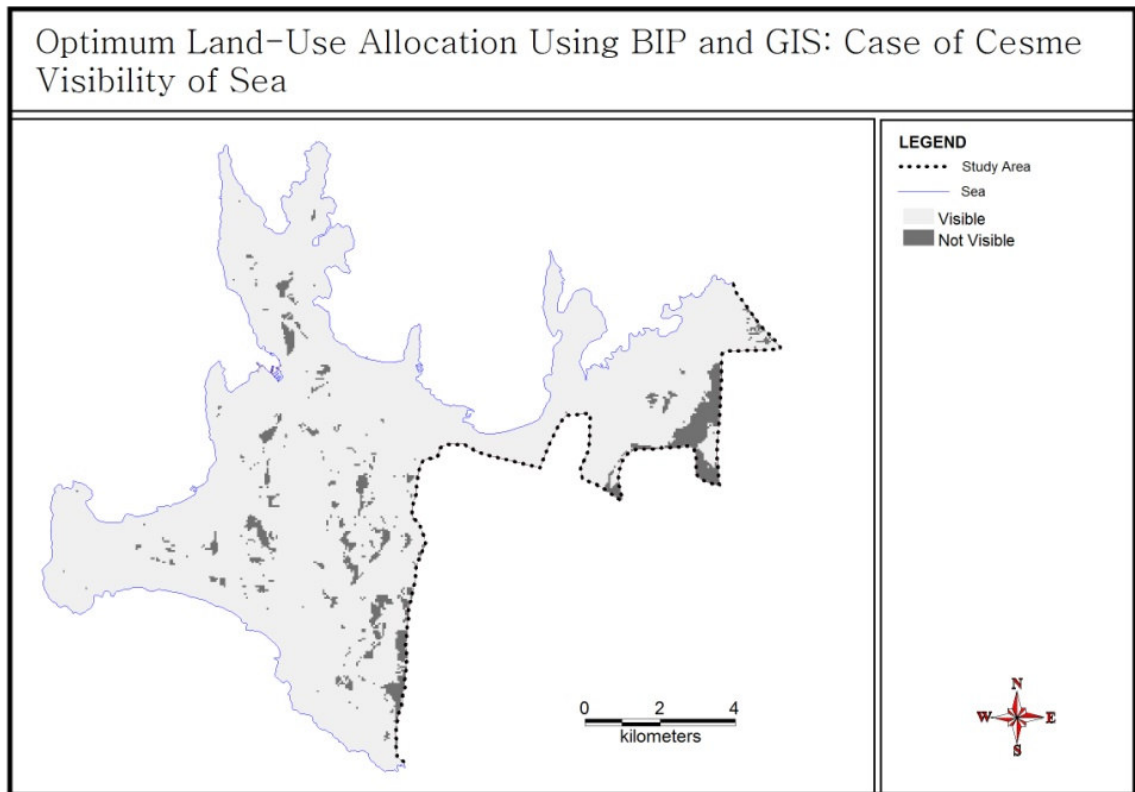 Optimum Land-Use Allocation Using BIP and GIS: Case of Cesme
Visibility of Sea
LEGEND
Study Area
Sea
Visible
Not Visible
0 2 4
kilometers
N
W E
S